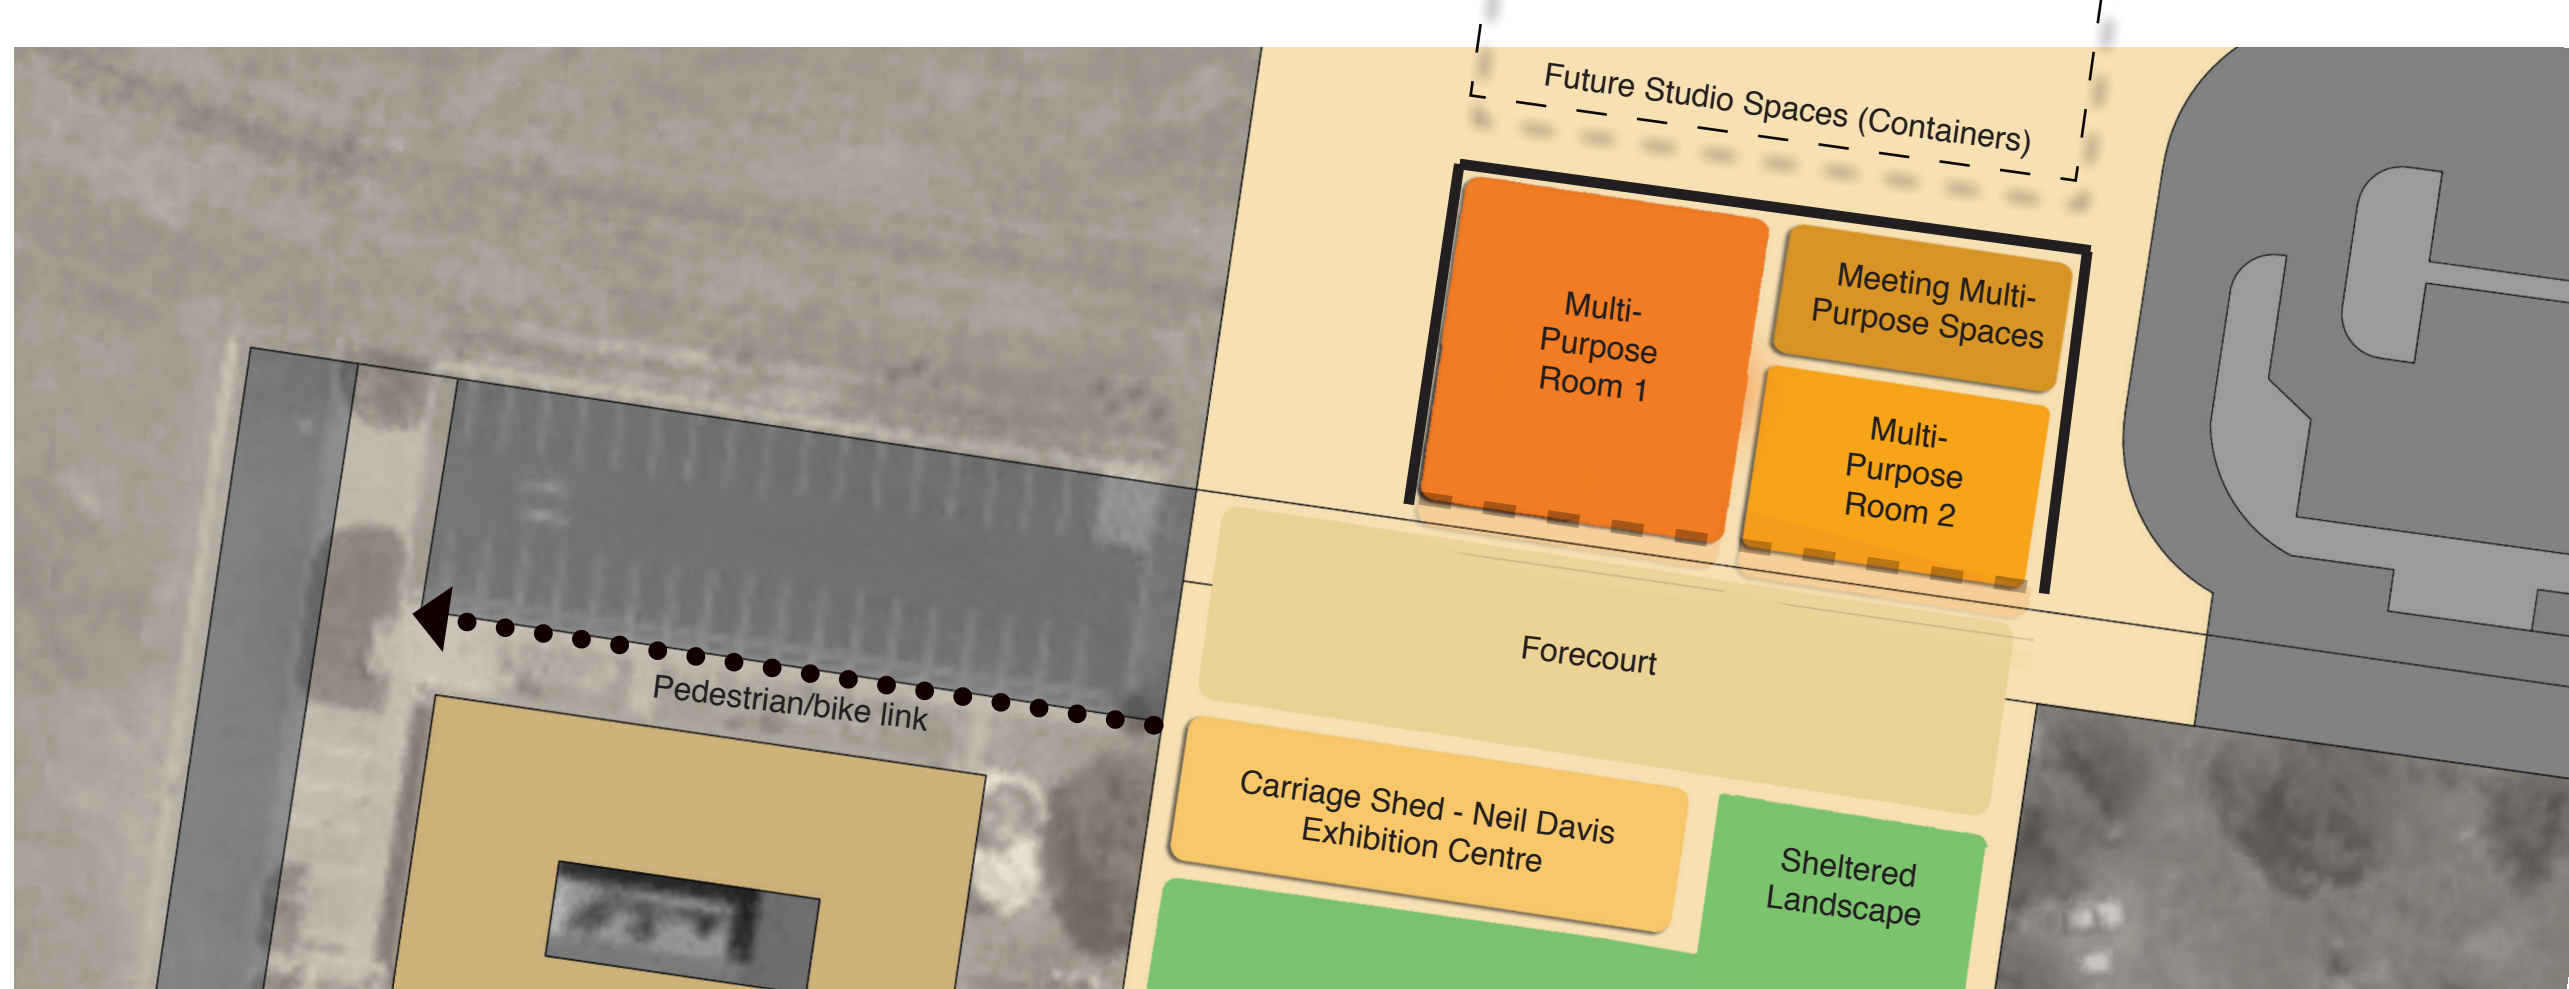 Future Studio Spaces (Containers)
Multi-
Purpose
Room 1
Meeting Multi-
Purpose Spaces
Multi-
Purpose
Room 2
Forecourt
Pedestrian/bike link
Carriage Shed - Neil Davis
Exhibition Centre
Sheltered
Landscape